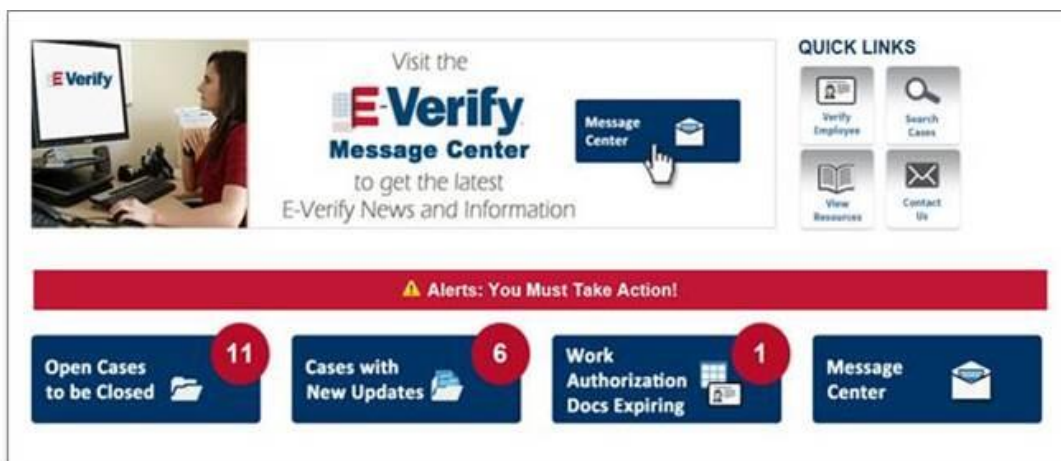 E-Verify
Visit the
E-Verify
Message Center
to get the latest
E-Verify News and Information
Message
Center
QUICK LINKS
Verify
Employee
Search
Cases
View
Resources
Contact
Us
Alerts: You Must Take Action!
Open Cases
to be Closed
11
Cases with
New Updates
6
Work
Authorization
Docs Expiring
1
Message
Center